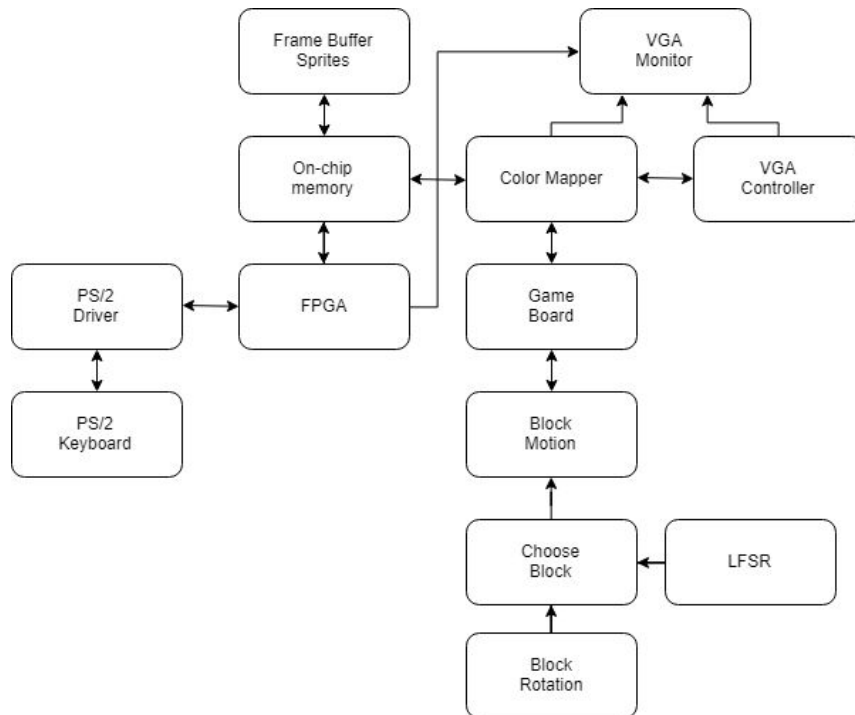 Frame Buffer
Sprites
VGA
Monitor
On-chip
memory
Color Mapper
VGA
Controller
PS/2
Driver
FPGA
Game
Board
PS/2
Keyboard
Block
Motion
Choose
Block
LFSR
Block
Rotation